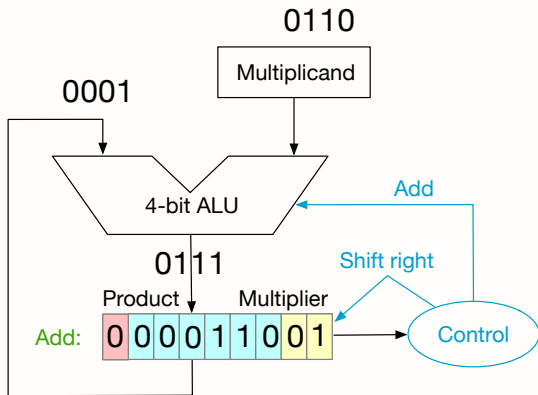 0110
Multiplicand
0001
4-bit ALU
Add
0111
Shift right
Product
Multiplier
Add:
0 0 0 0 1 1 0 0 1
Control